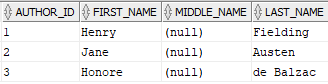 AUTHOR_ID FIRST_NAME MIDDLE_NAME LAST_NAME
1 Henry (null) Fielding
2 Jane (null) Austen
3 Honore (null) de Balzac